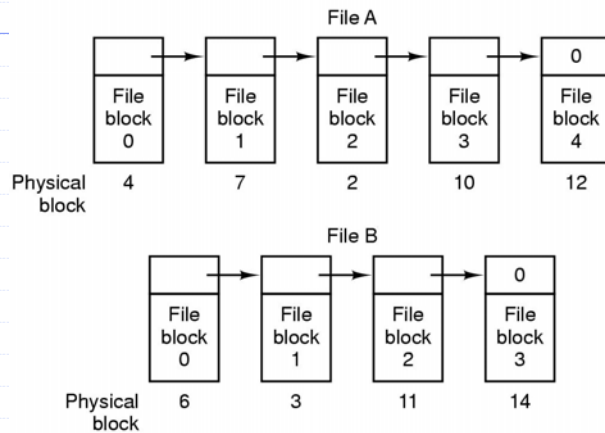 File A
0
File block 0
File block 1
File block 2
File block 3
File block 4
Physical block
4 7 2 10 12
File B
0
File block 0
File block 1
File block 2
File block 3
Physical block
6 3 11 14